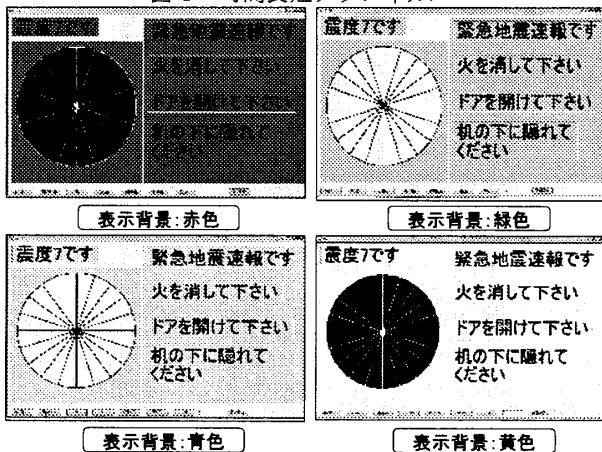 震度7です
緊急地震速報です
火を消して下さい
ドアを開けて下さい
机の下に隠れて
ください
表示背景:赤色
震度7です
緊急地震速報です
火を消して下さい
ドアを開けて下さい
机の下に隠れて
ください
表示背景:緑色
震度7です
緊急地震速報です
火を消して下さい
ドアを開けて下さい
机の下に隠れて
ください
表示背景:青色
震度7です
緊急地震速報です
火を消して下さい
ドアを開けて下さい
机の下に隠れて
ください
表示背景:黄色